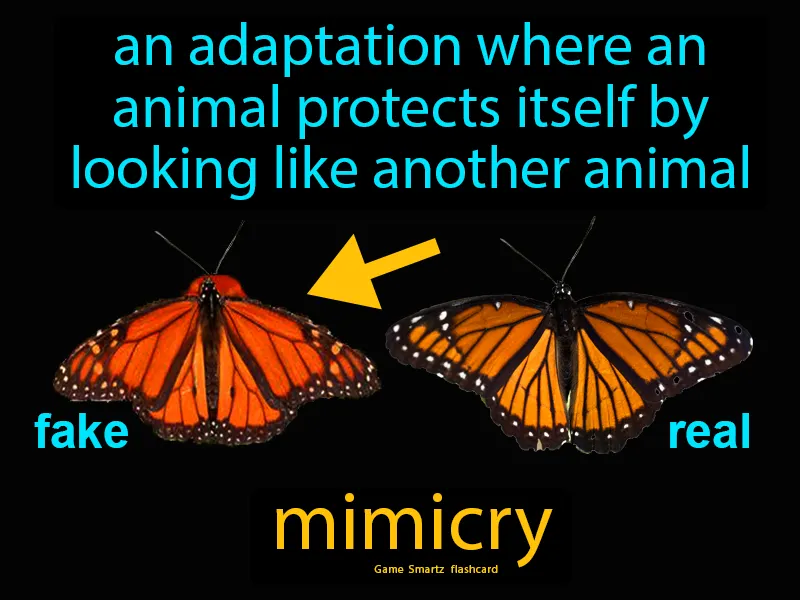 an adaptation where an
animal protects itself by
looking like another animal
fake
real
mimicry
Game Smartz flashcard